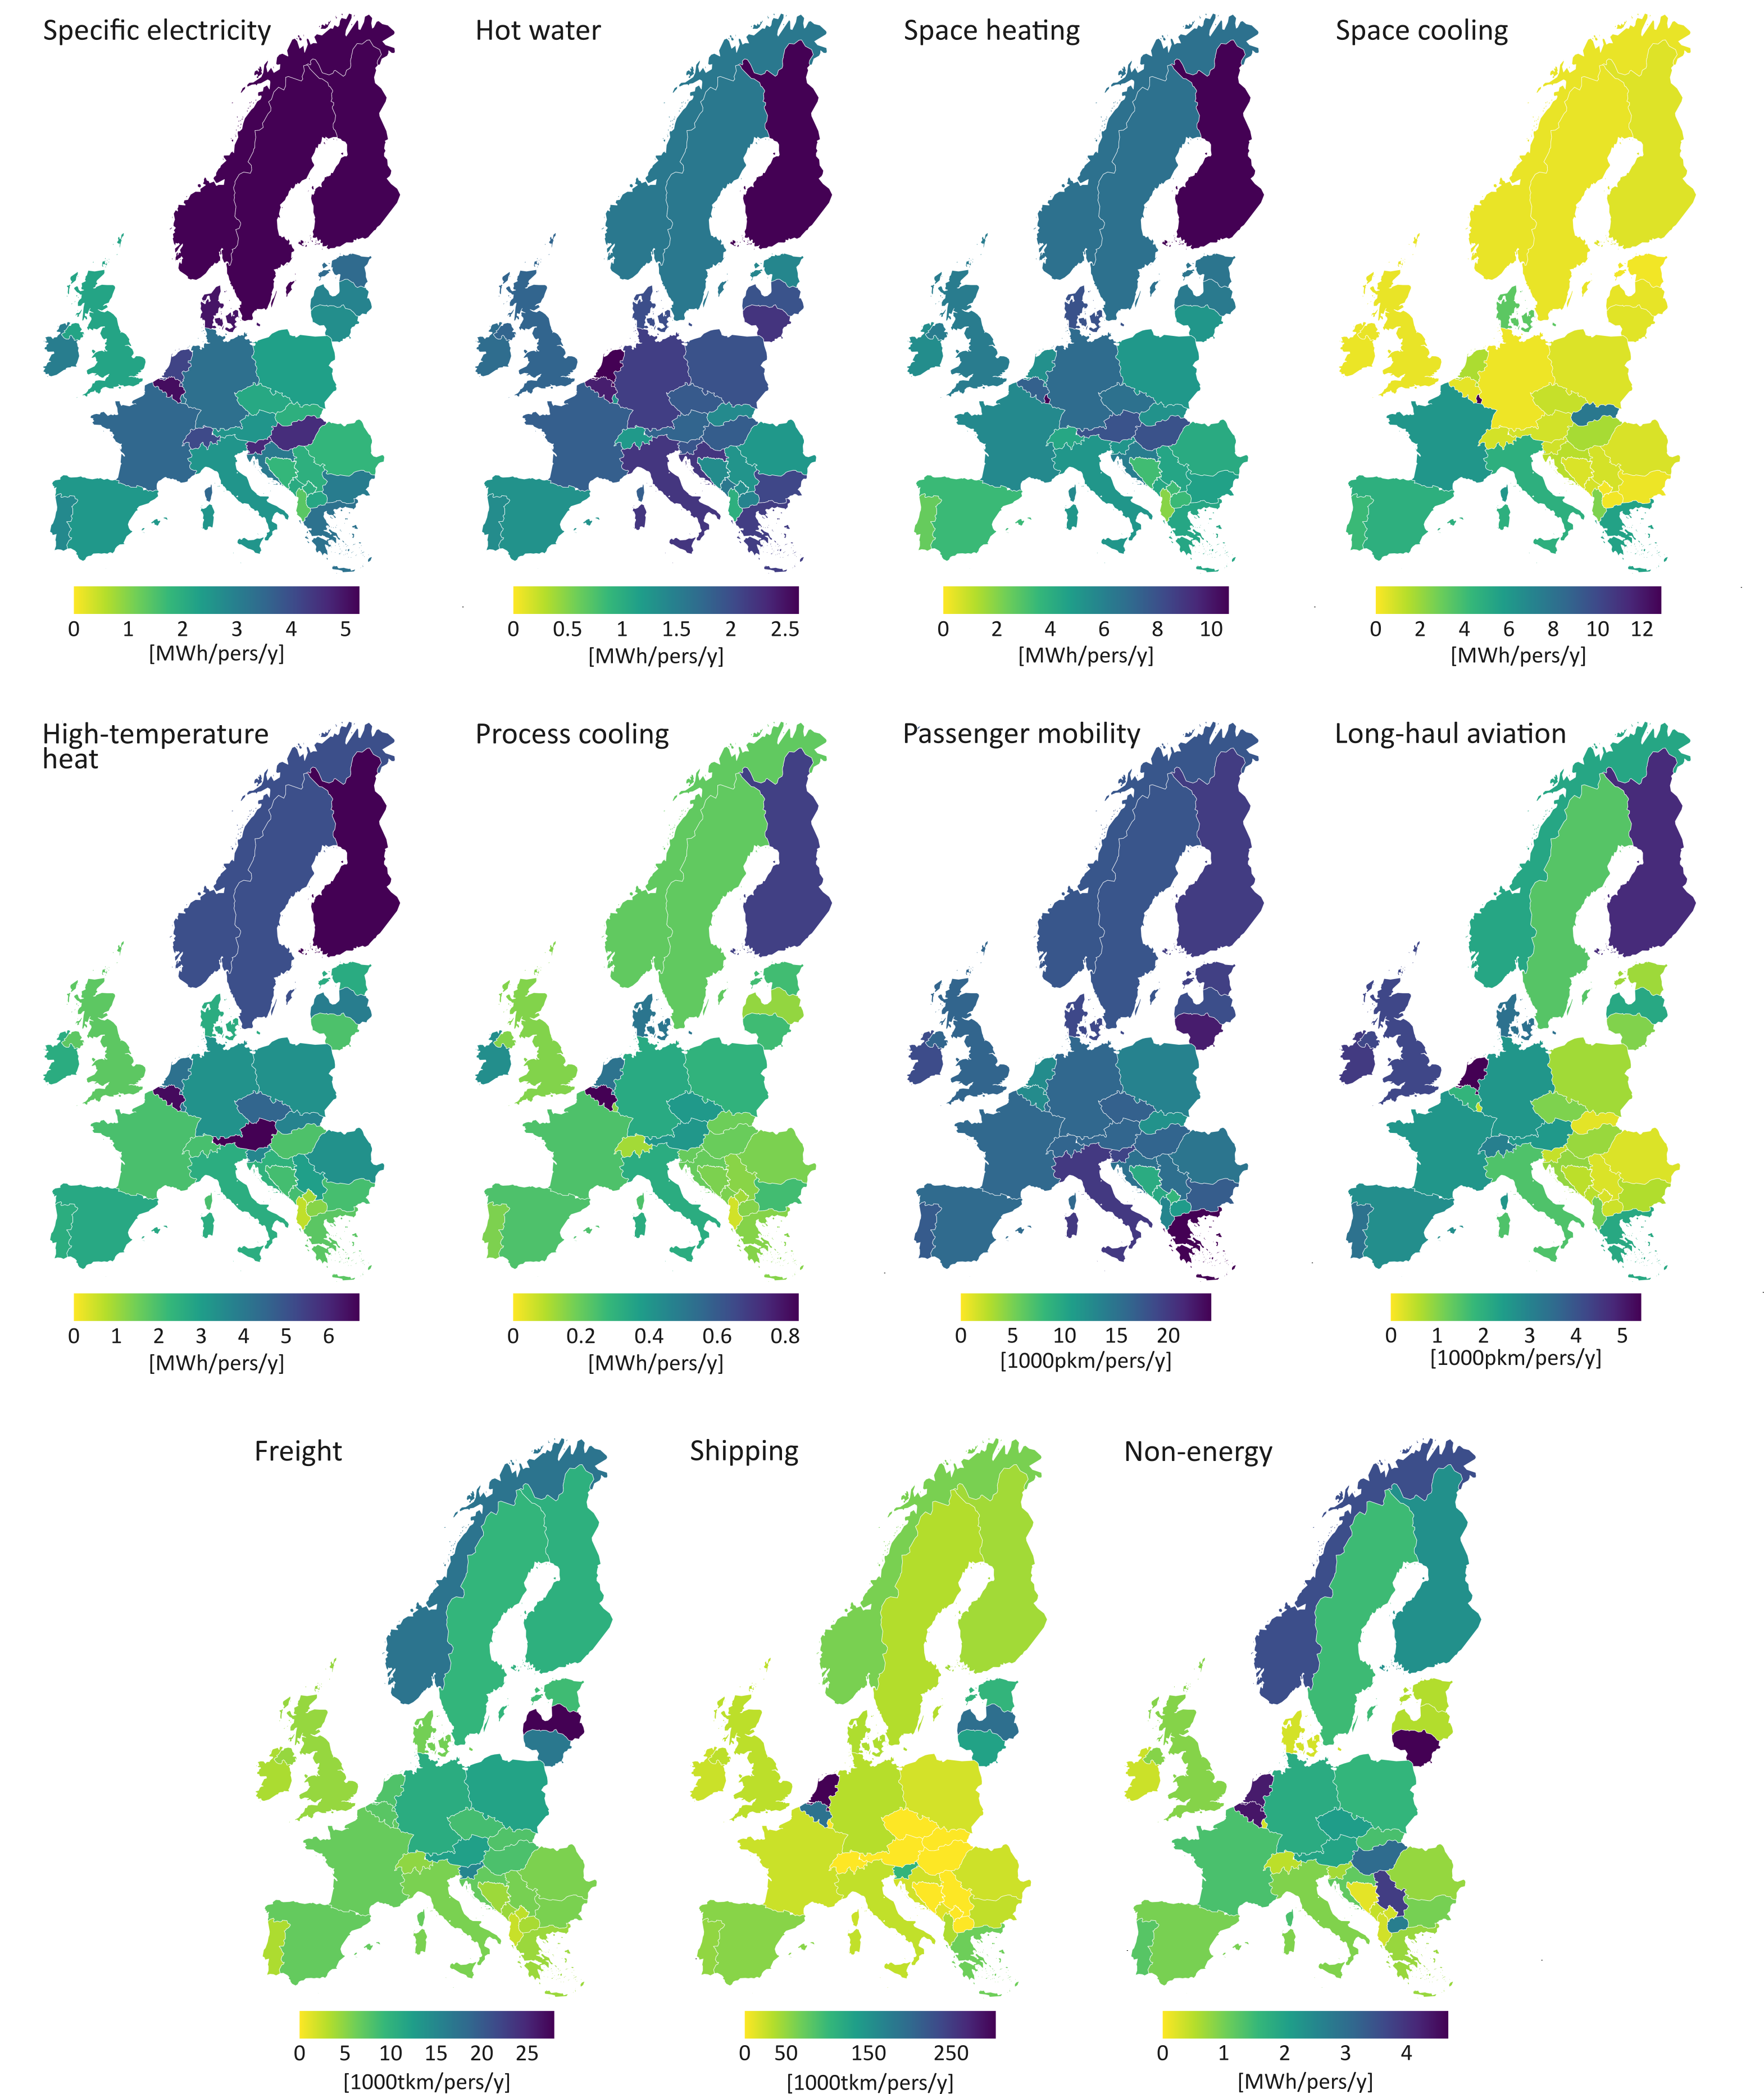 Specific electricity
Hot water
Space heating
Space cooling
0 1 2 3 4 5
[MWh/pers/y]
0 0.5 1 1.5 2 2.5
[MWh/pers/y]
0 2 4 6 8 10
[MWh/pers/y]
0 2 4 6 8 10 12
[MWh/pers/y]
High-temperature
heat
Process cooling
Passenger mobility
Long-haul aviation
0 1 2 3 4 5 6
[MWh/pers/y]
0 0.2 0.4 0.6 0.8
[MWh/pers/y]
0 5 10 15 20
[1000pkm/pers/y]
0 1 2 3 4 5
[1000pkm/pers/y]
Freight
Shipping
Non-energy
0 5 10 15 20 25
[1000tkm/pers/y]
0 50 150 250
[1000tkm/pers/y]
0 1 2 3 4
[MWh/pers/y]